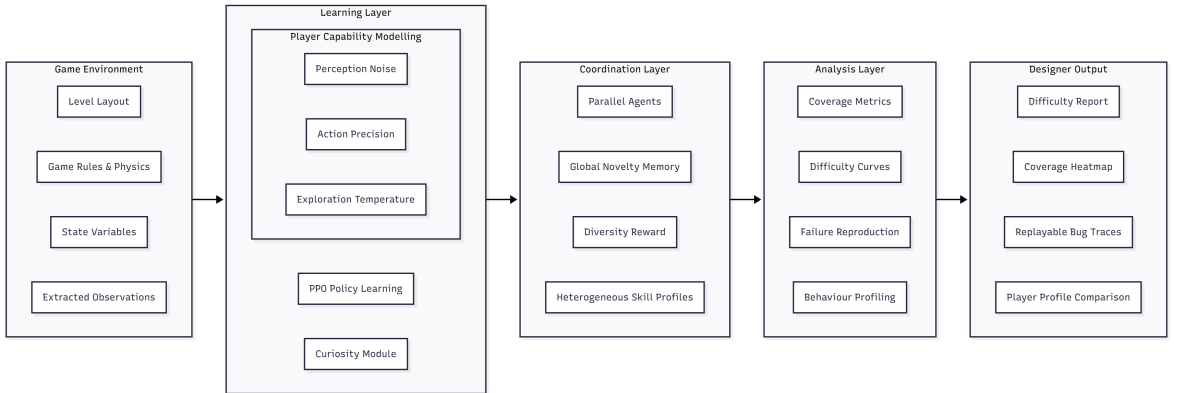 Game Environment
Level Layout
Game Rules & Physics
State Variables
Extracted Observations
Learning Layer
Player Capability Modelling
Perception Noise
Action Precision
Exploration Temperature
PPO Policy Learning
Curiosity Module
Coordination Layer
Parallel Agents
Global Novelty Memory
Diversity Reward
Heterogeneous Skill Profiles
Analysis Layer
Coverage Metrics
Difficulty Curves
Failure Reproduction
Behaviour Profiling
Designer Output
Difficulty Report
Coverage Heatmap
Replayable Bug Traces
Player Profile Comparison